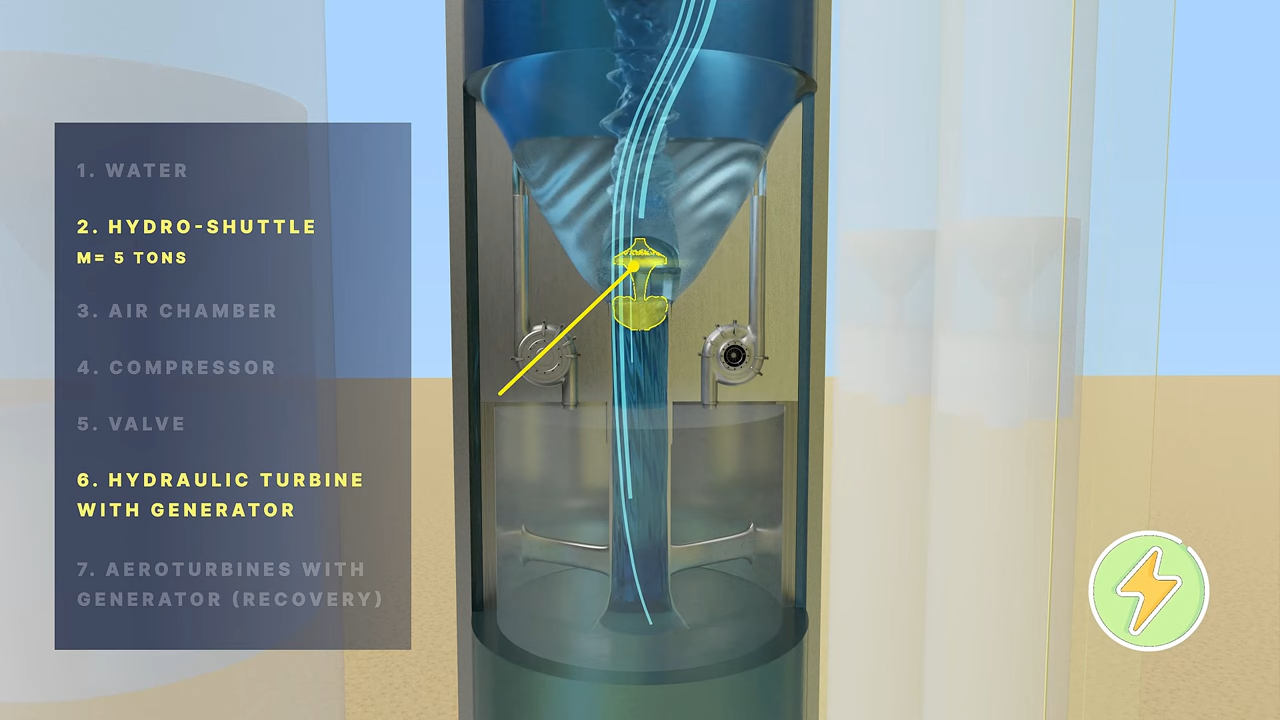 1. WATER
2. HYDRO-SHUTTLE
M= 5 TONS
3. AIR CHAMBER
4. COMPRESSOR
5. VALVE
6. HYDRAULIC TURBINE
WITH GENERATOR
7. AEROTURBINES WITH
GENERATOR (RECOVERY)